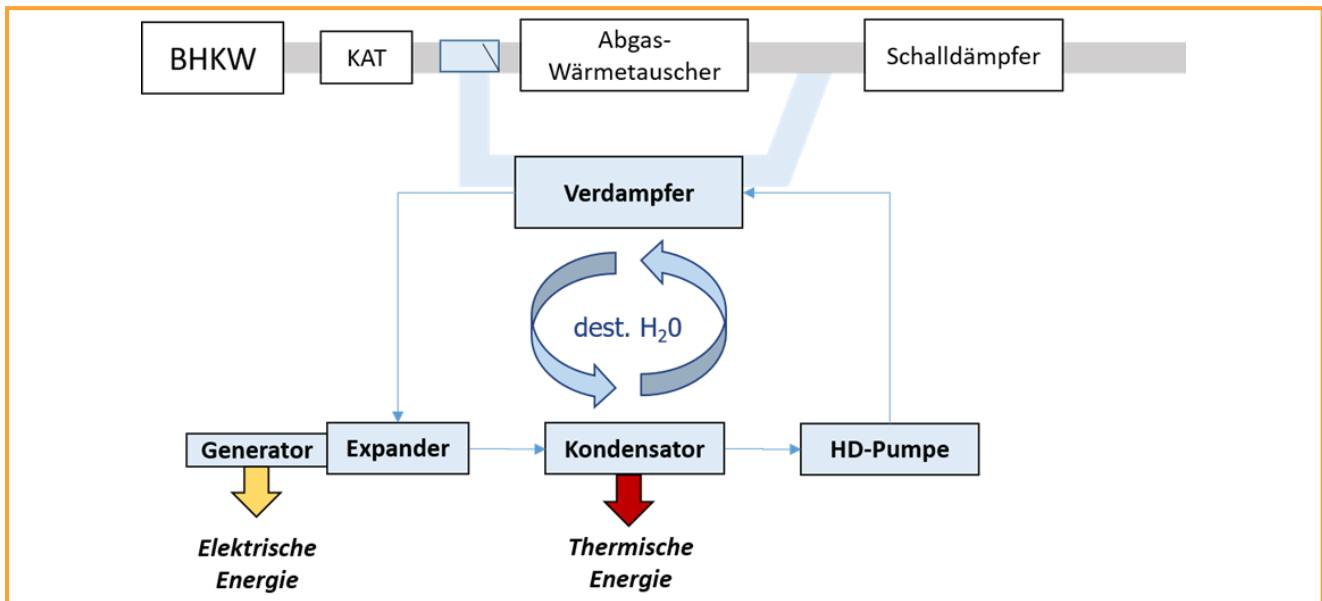 BHKW
KAT
Abgas-
Wärmetauscher
Schalldämpfer
Verdampfer
dest. H₂0
Generator
Expander
Kondensator
HD-Pumpe
Elektrische
Energie
Thermische
Energie